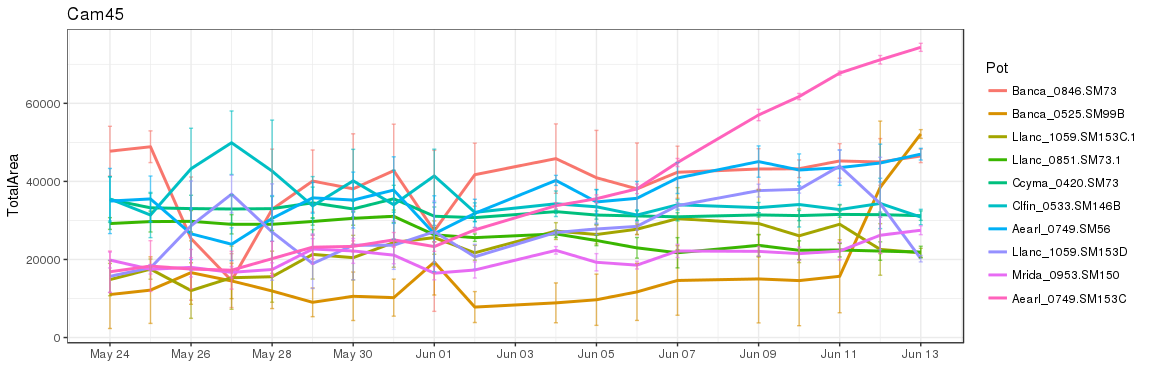 Cam45
TotalArea
60000
40000
20000
0
May 24 May 26 May 28 May 30 Jun 01 Jun 03 Jun 05 Jun 07 Jun 09 Jun 11 Jun 13
Pot
Banca_0846.SM73
Banca_0525.SM99B
Llanc_1059.SM153C.1
Llanc_0851.SM73.1
Ccyma_0420.SM73
Clfin_0533.SM146B
Aearl_0749.SM56
Llanc_1059.SM153D
Mrida_0953.SM150
Aearl_0749.SM153C